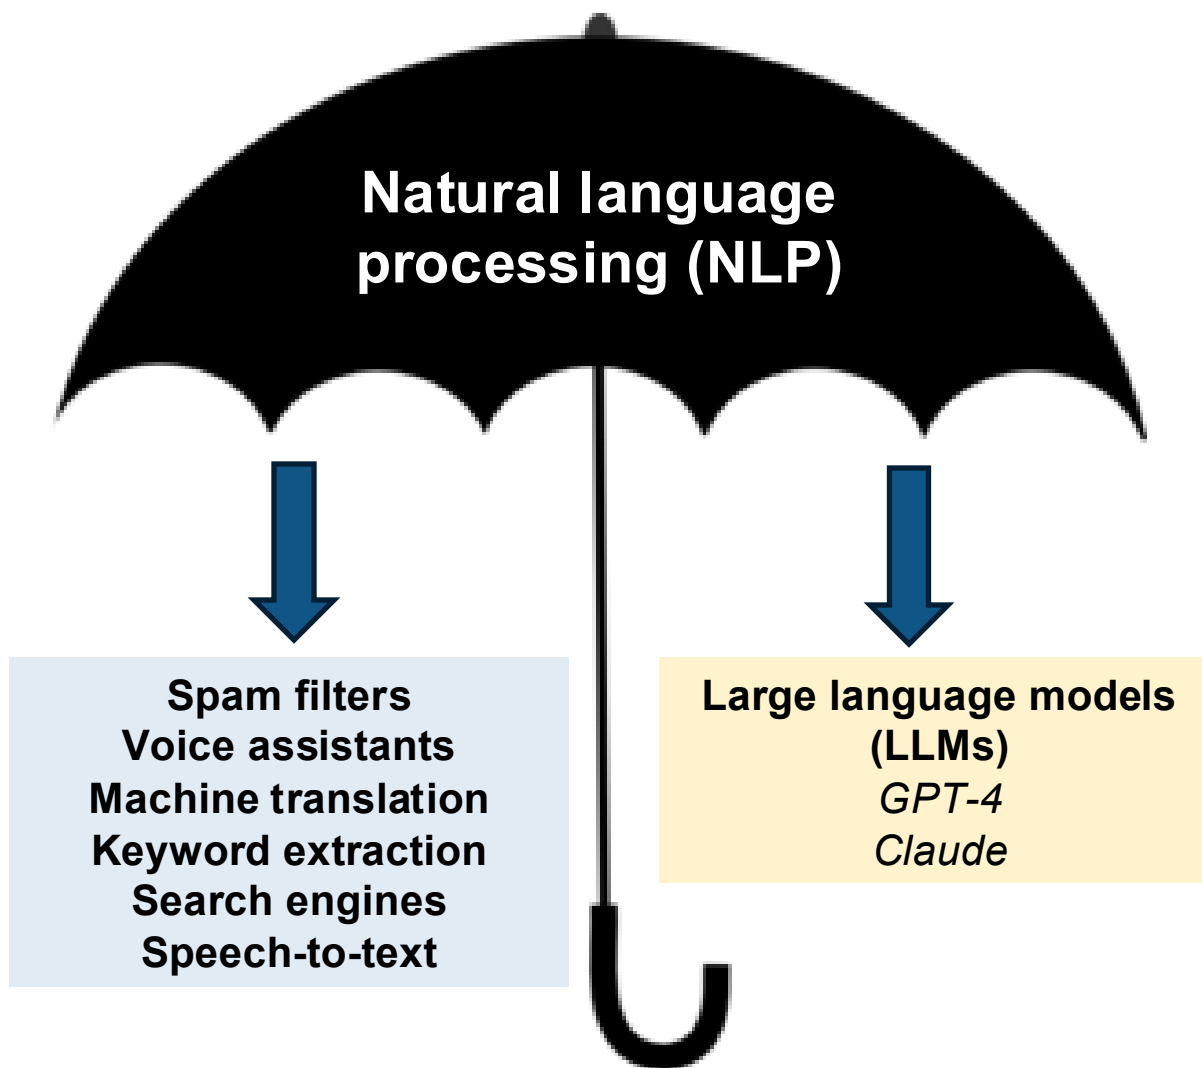 Natural language
processing (NLP)
Spam filters
Voice assistants
Machine translation
Keyword extraction
Search engines
Speech-to-text
Large language models
(LLMs)
GPT-4
Claude